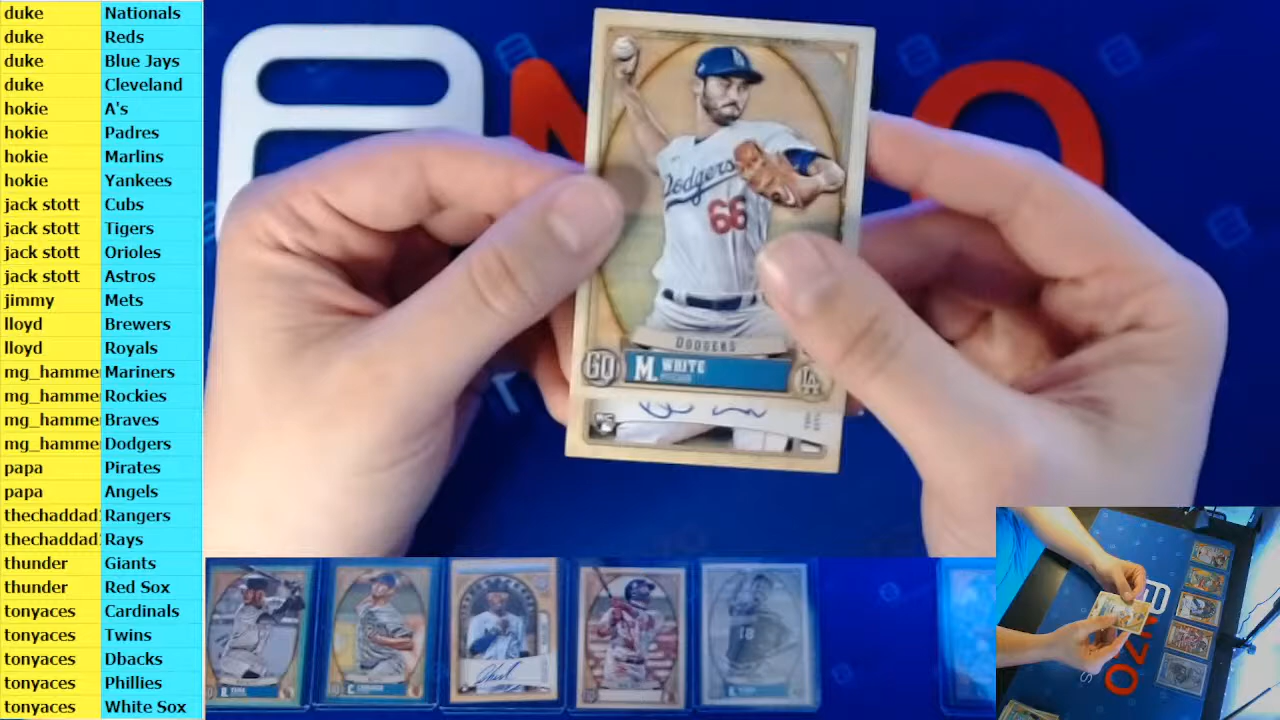 duke Nationals
duke Reds
duke Blue Jays
duke Cleveland
hokie A's
hokie Padres
hokie Marlins
hokie Yankees
jack stott Cubs
jack stott Tigers
jack stott Orioles
jack stott Astros
jimmy Mets
lloyd Brewers
lloyd Royals
mg_hamme Mariners
mg_hamme Rockies
mg_hamme Braves
mg_hamme Dodgers
papa Pirates
papa Angels
thechaddad Rangers
thechaddad Rays
thunder Giants
thunder Red Sox
tonyaces Cardinals
tonyaces Twins
tonyaces Dbacks
tonyaces Phillies
tonyaces White Sox
Dodgers
66
DODGERS
GQ M. WHITE LA
PITCHER
RC